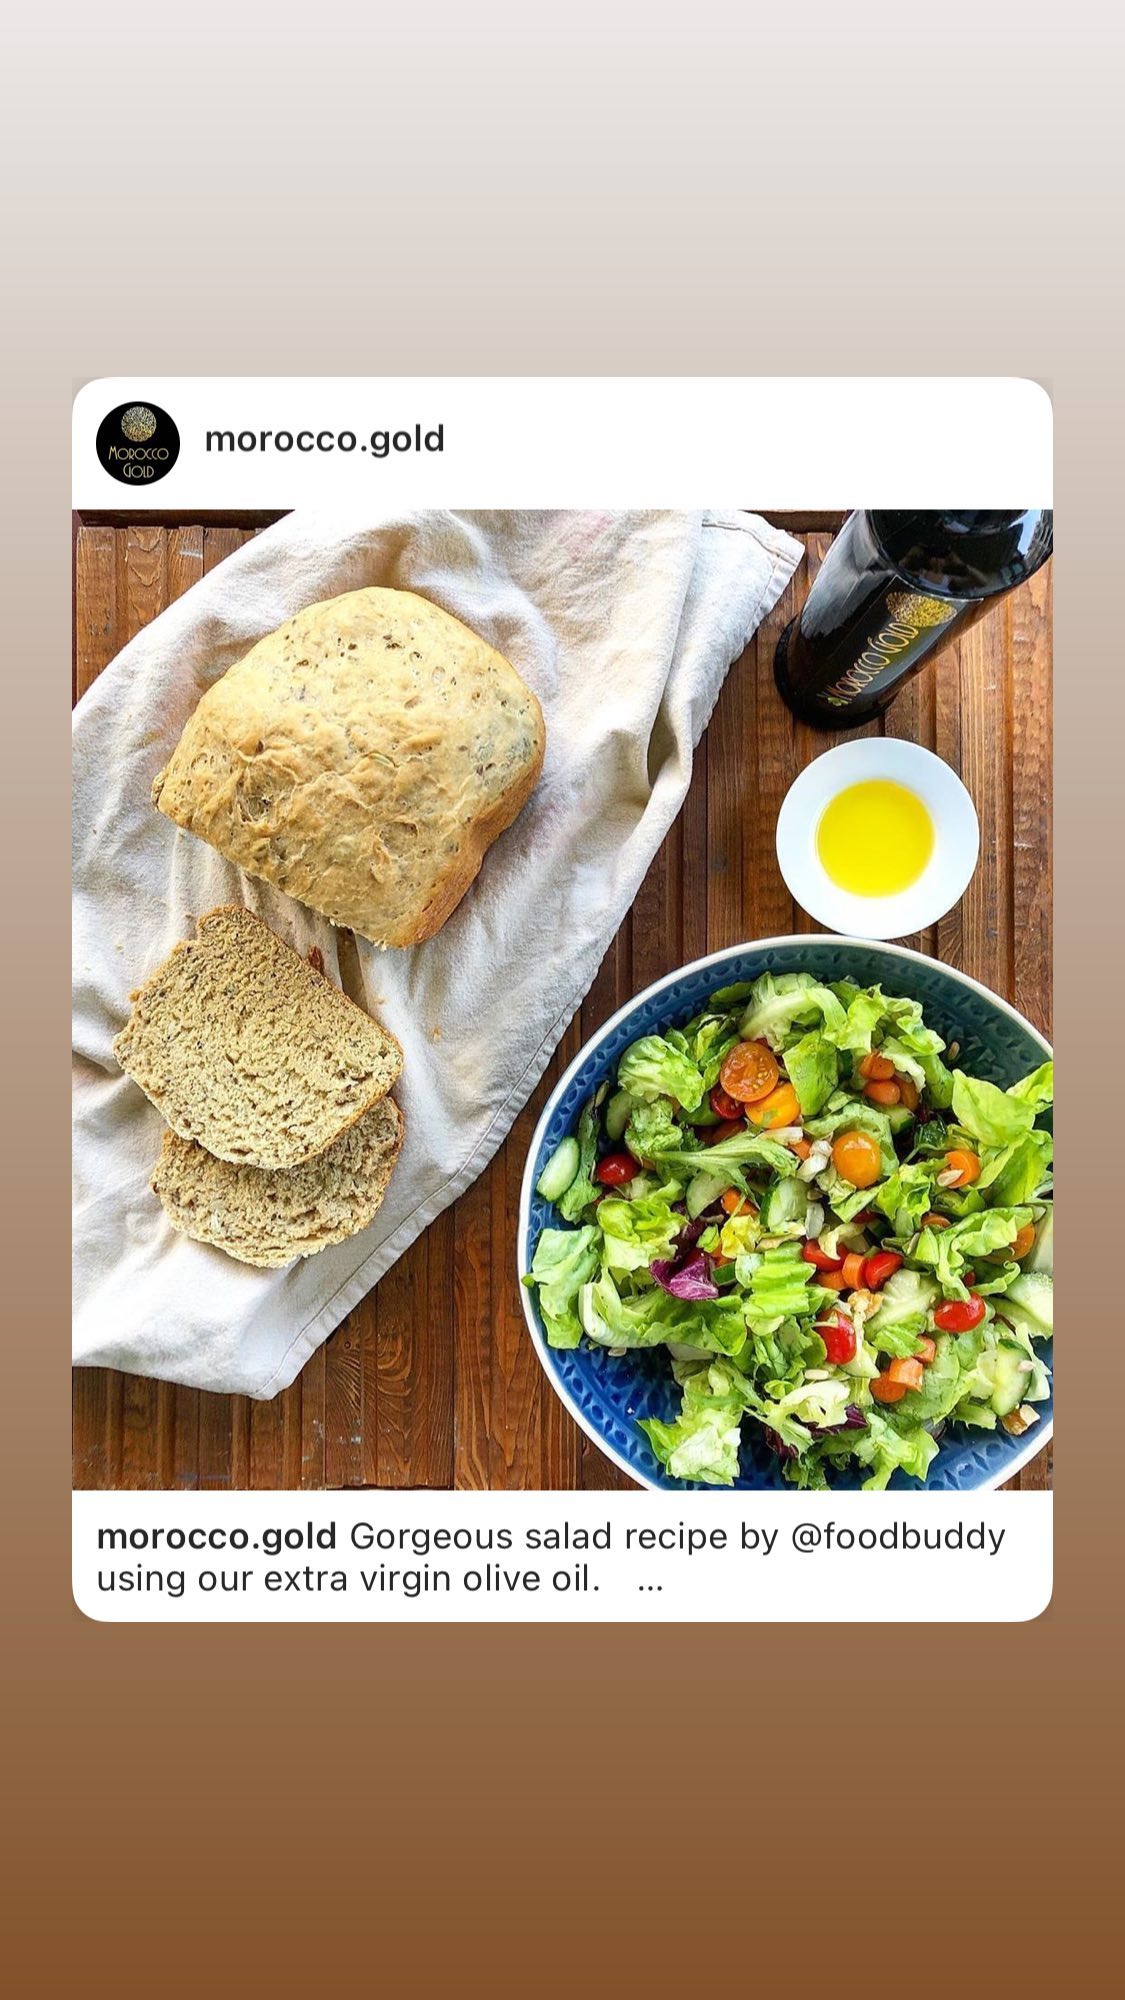 MOROCCO
GOLD
morocco.gold
MOROCCO GOLD
morocco.gold Gorgeous salad recipe by @foodbuddy
using our extra virgin olive oil. ...